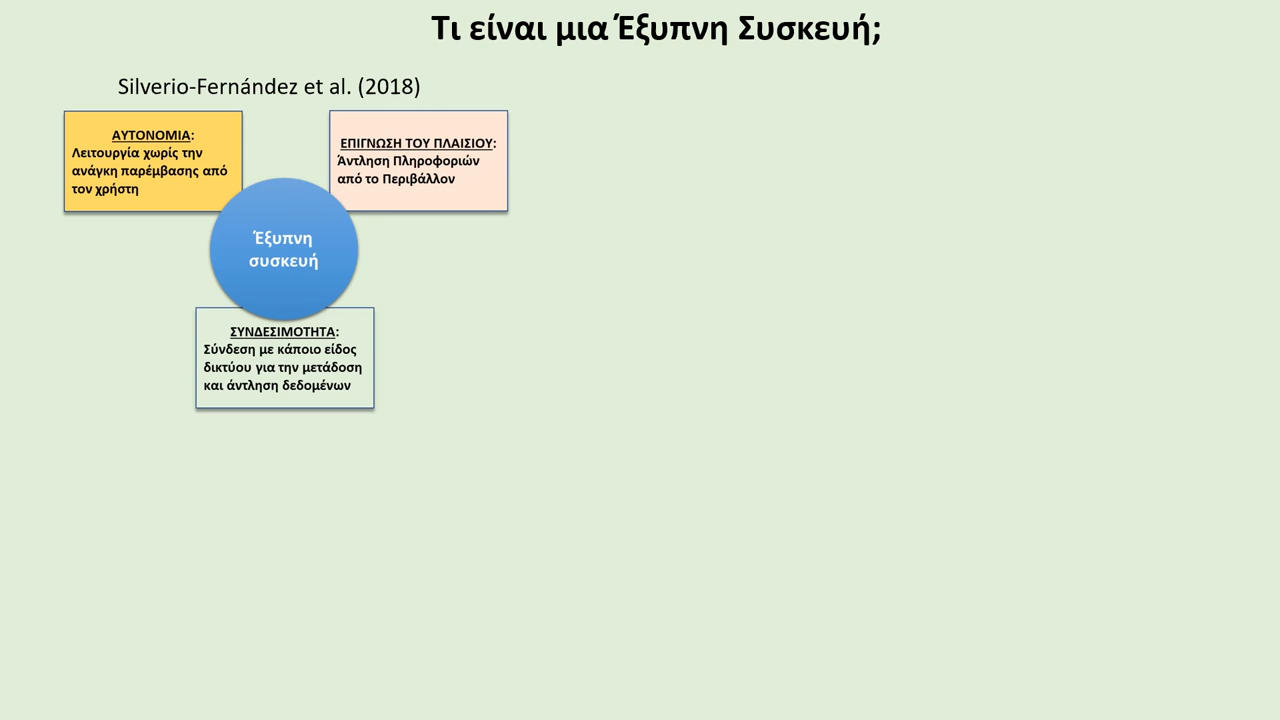 Τι είναι μια Έξυπνη Συσκευή;
Silverio-Fernández et al. (2018)
ΑΥΤΟΝΟΜΙΑ:
Λειτουργία χωρίς την
ανάγκη παρέμβασης από
τον χρήστη
ΕΠΙΓΝΩΣΗ ΤΟΥ ΠΛΑΙΣΙΟΥ:
Άντληση Πληροφοριών
από το Περιβάλλον
Έξυπνη
συσκευή
ΣΥΝΔΕΣΙΜΟΤΗΤΑ:
Σύνδεση με κάποιο είδος
δικτύου για την μετάδοση
και άντληση δεδομένων